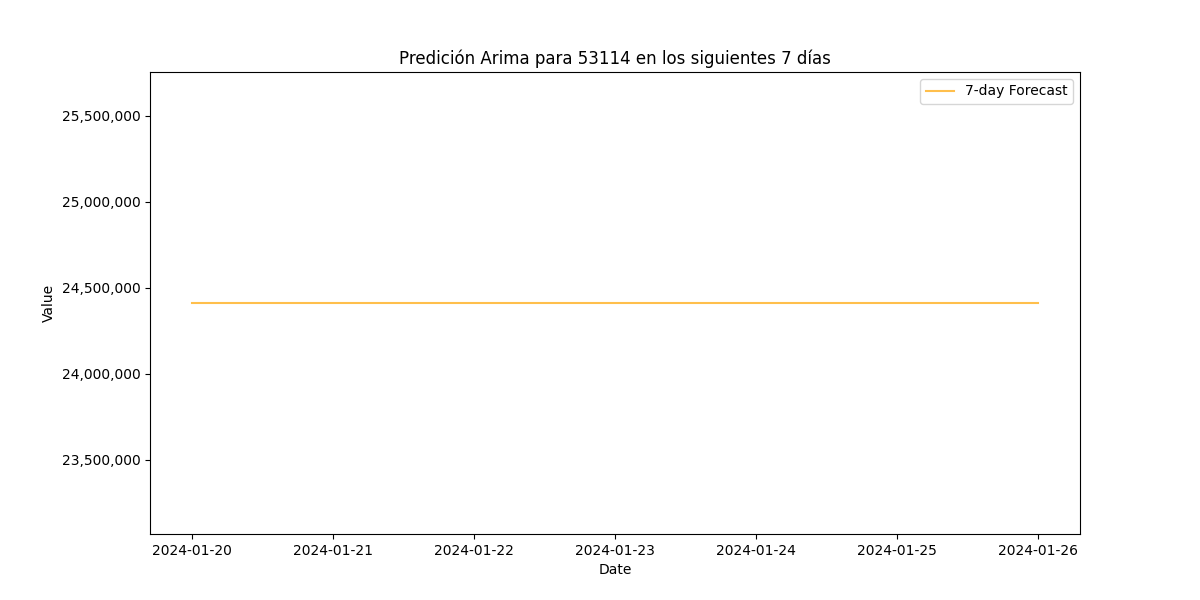 Predición Arima para 53114 en los siguientes 7 días
7-day Forecast
25,500,000
25,000,000
24,500,000
24,000,000
23,500,000
Value
2024-01-20 2024-01-21 2024-01-22 2024-01-23 2024-01-24 2024-01-25 2024-01-26
Date